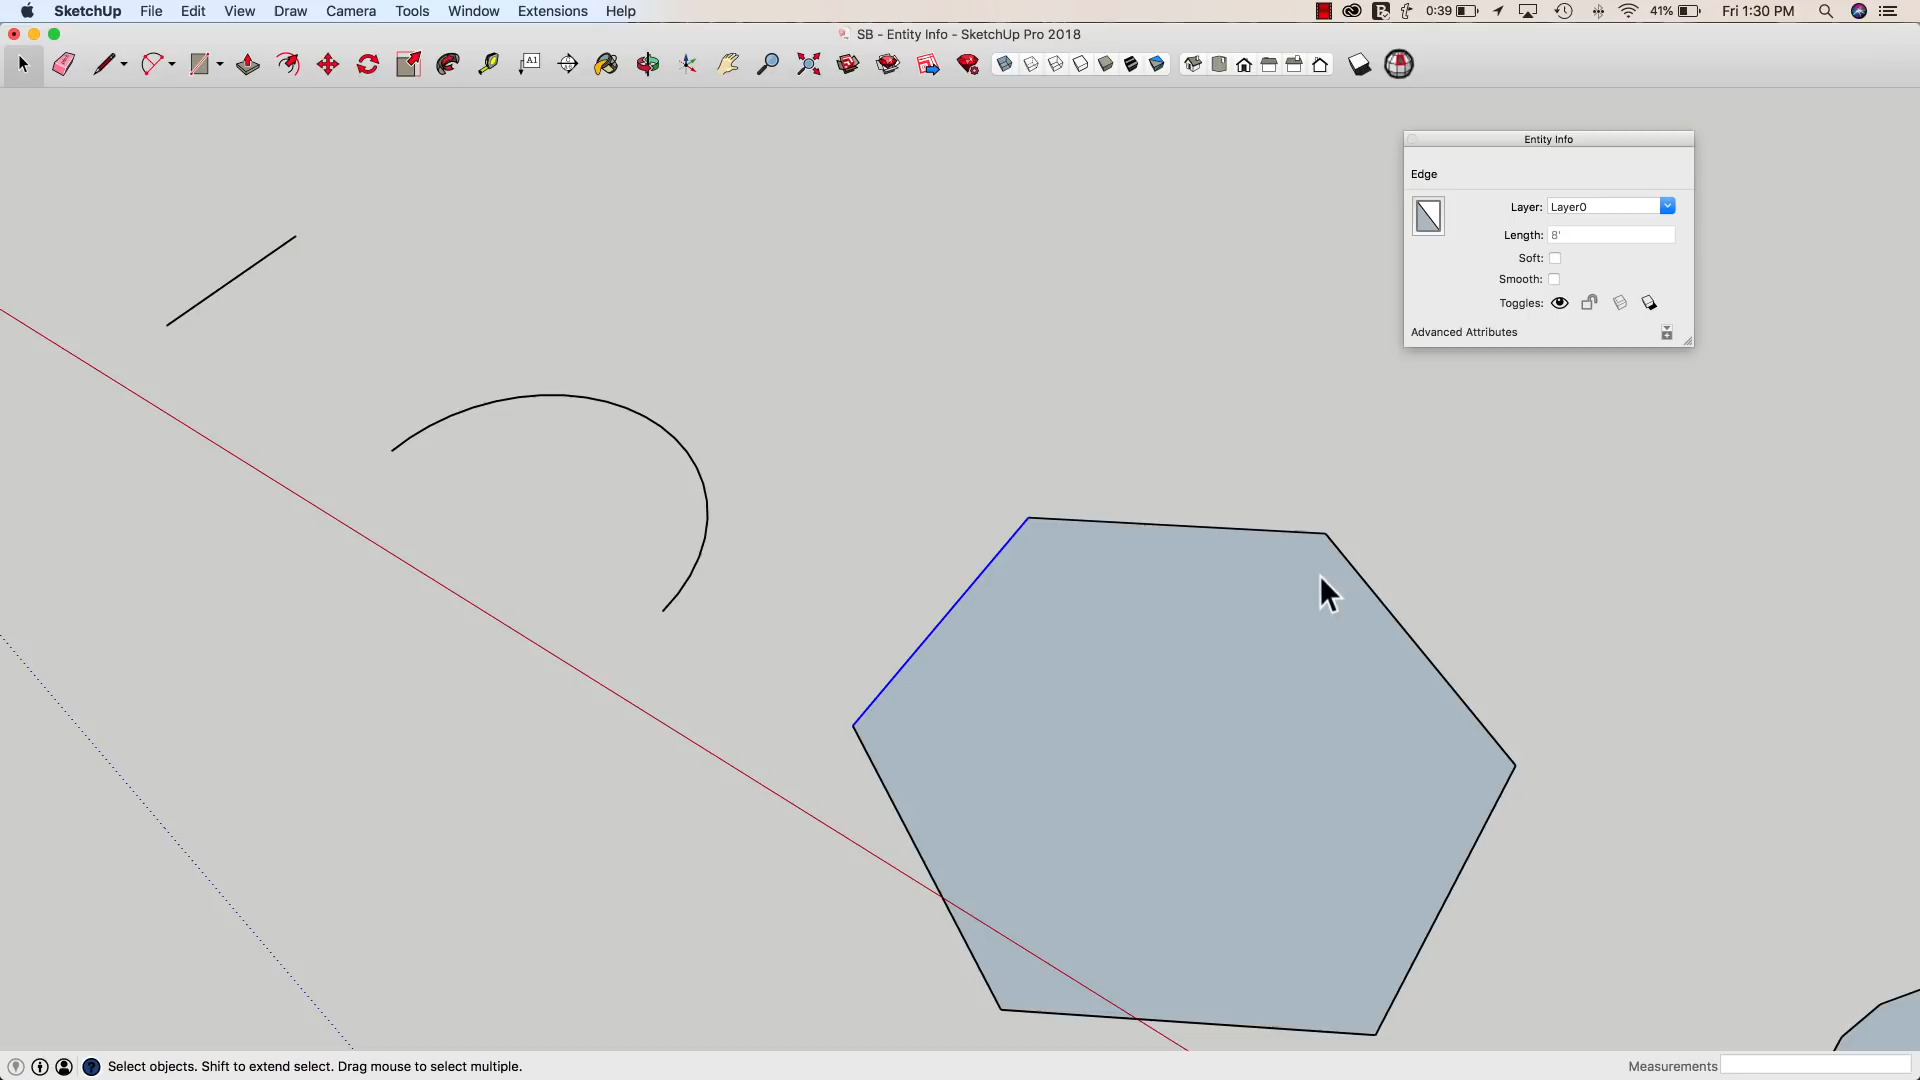 SketchUp File Edit View Draw Camera Tools Window Extensions Help 0:39 41% Fri 1:30 PM
SB - Entity Info - SketchUp Pro 2018
A1
Entity Info
Edge
Layer: Layer0
Length: 8'
Soft:
Smooth:
Toggles:
Advanced Attributes
Select objects. Shift to extend select. Drag mouse to select multiple. Measurements